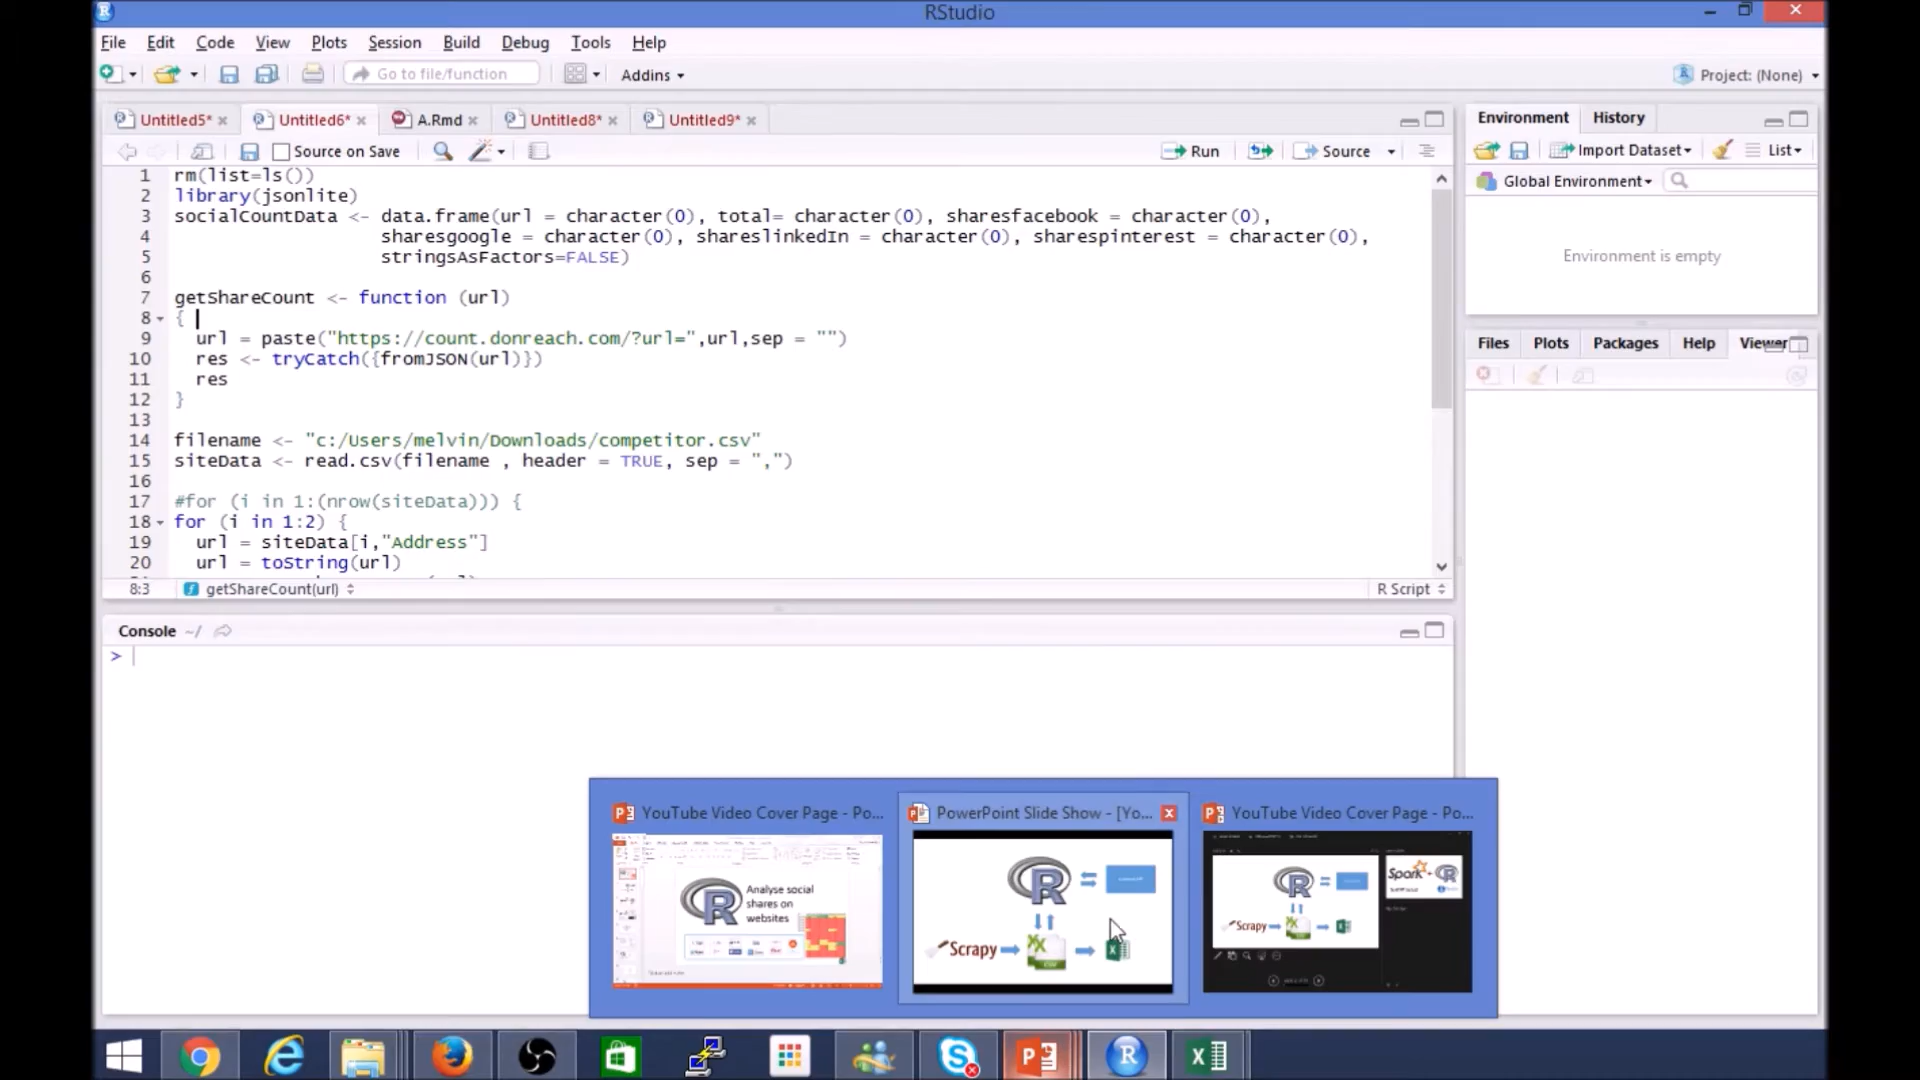 RStudio
File Edit Code View Plots Session Build Debug Tools Help
Go to file/function Addins Project: (None)
Untitled5* Untitled6* A.Rmd Untitled8* Untitled9*
Source on Save Run Source
1 rm(list=ls())
2 library(jsonlite)
3 socialCountData <- data.frame(url = character(0), total= character(0), sharesfacebook = character(0),
4 sharesgoogle = character(0), shareslinkedIn = character(0), sharespinterest = character(0),
5 stringsAsFactors=FALSE)
6
7 getShareCount <- function (url)
8 {
9 url = paste("https://count.donreach.com/?url=",url,sep = "")
10 res <- tryCatch({fromJSON(url)})
11 res
12 }
13
14 filename <- "c:/Users/melvin/Downloads/competitor.csv"
15 siteData <- read.csv(filename , header = TRUE, sep = ",")
16
17 #for (i in 1:(nrow(siteData))) {
18 for (i in 1:2) {
19 url = siteData[i,"Address"]
20 url = toString(url)
8:3 getShareCount(url) R Script
Console ~/
>
Environment History
Import Dataset List
Global Environment
Environment is empty
Files Plots Packages Help Viewer
YouTube Video Cover Page - Po...
Analyse social
shares on
websites
PowerPoint Slide Show - [Yo...
R
Scrapy
YouTube Video Cover Page - Po...
R
Scrapy
Spark